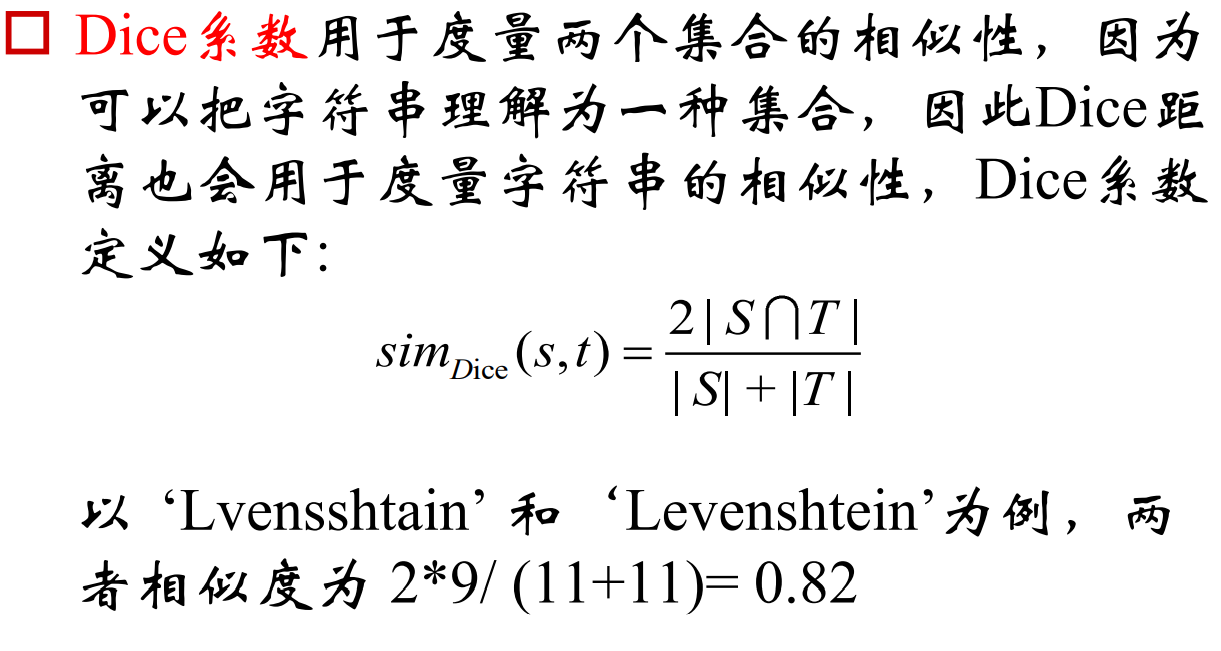 Dice系数用于度量两个集合的相似性，因为
可以把字符串理解为一种集合，因此Dice距
离也会用于度量字符串的相似性，Dice系数
定义如下：
sim_Dice(s,t) = 2|S∩T| / (|S|+|T|)
以‘Lvensshtain’和‘Levenshtein’为例，两
者相似度为 2*9/ (11+11)= 0.82